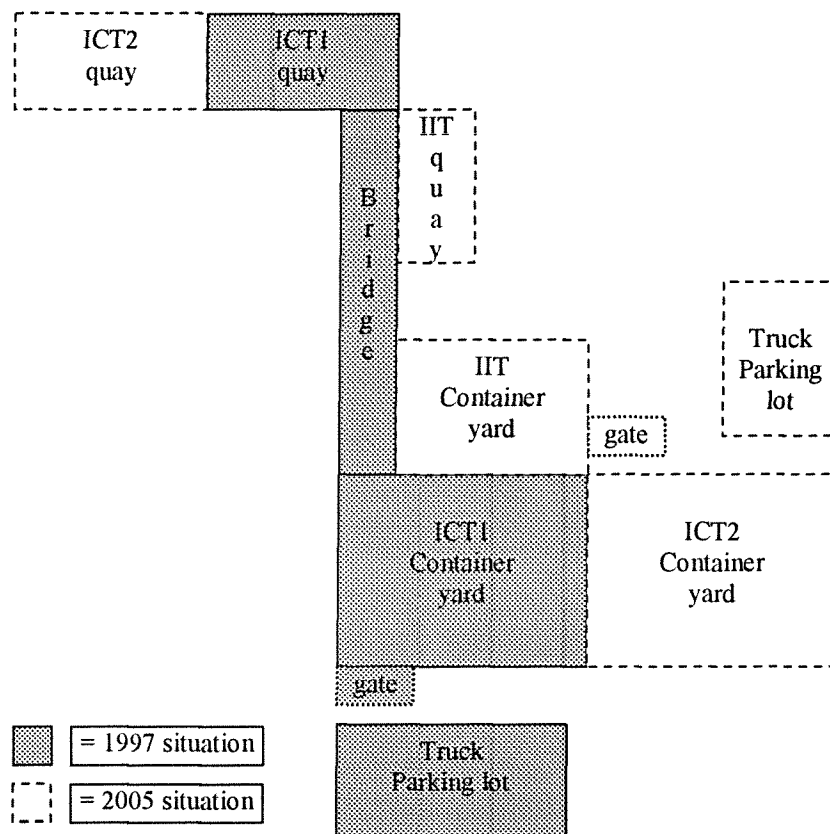 ICT2
quay
ICT1
quay
IIT
q
u
a
y
B
r
i
d
g
e
Truck
Parking
lot
IIT
Container
yard
gate
ICT1
Container
yard
ICT2
Container
yard
gate
= 1997 situation
= 2005 situation
Truck
Parking lot